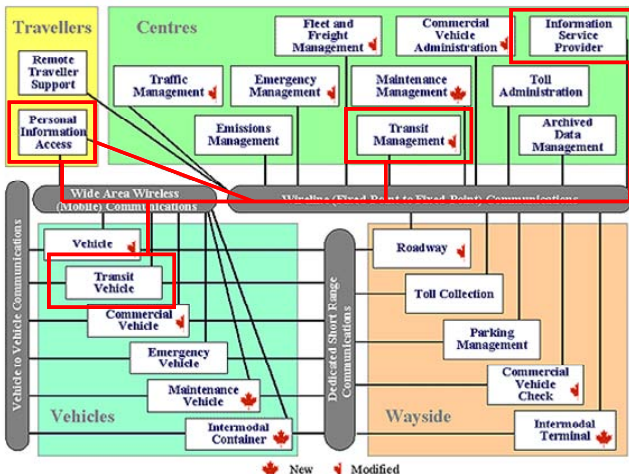 Travellers
Centres
Fleet and
Freight
Management
Commercial
Vehicle
Administration
Information
Service
Provider
Remote
Traveller
Support
Traffic
Management
Emergency
Management
Maintenance
Management
Toll
Administration
Personal
Information
Access
Emissions
Management
Transit
Management
Archived Data
Management
Wide Area Wireless
(Mobile) Communications
Wireline (Fixed-Point to Fixed-Point) Communications
Vehicle to Vehicle Communications
Vehicle
Transit
Vehicle
Commercial
Vehicle
Emergency
Vehicle
Maintenance
Vehicle
Intermodal
Container
Vehicles
Dedicated Short Range
Communications
Roadway
Toll Collection
Parking
Management
Commercial
Vehicle
Check
Intermodal
Terminal
Wayside
New
Modified